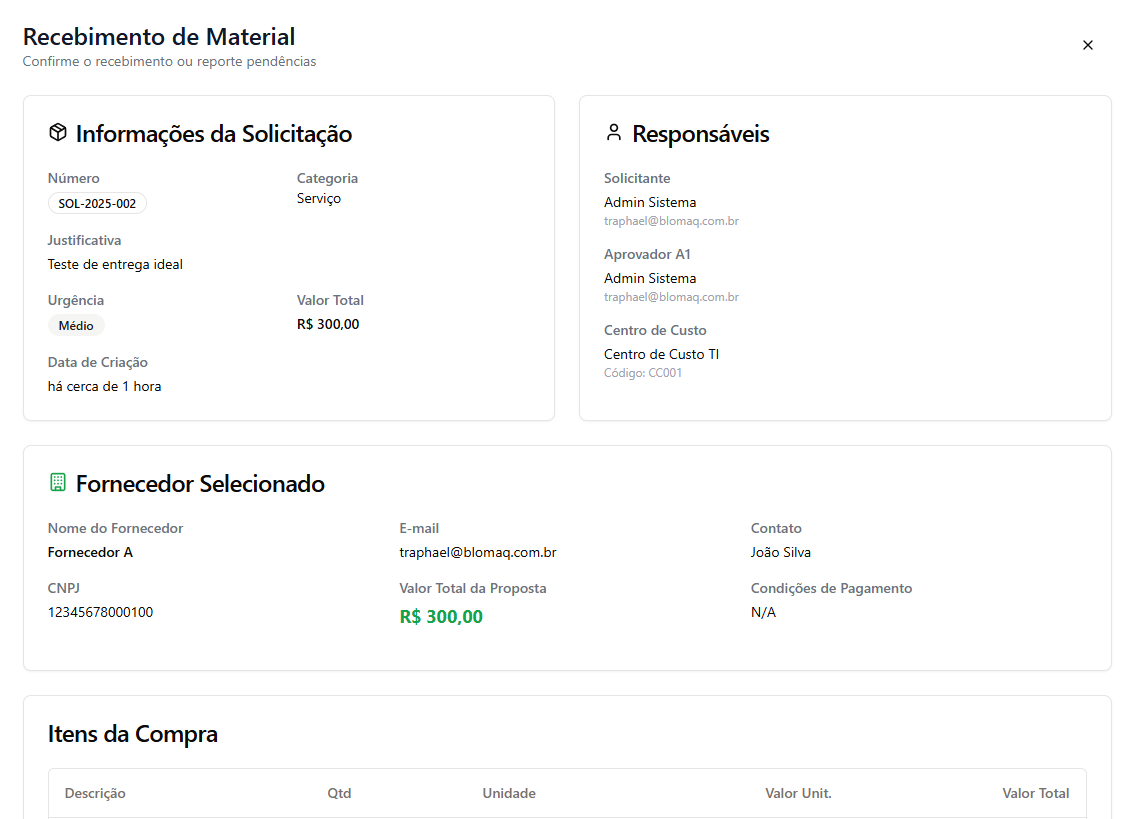 Recebimento de Material
Confirme o recebimento ou reporte pendências
Informações da Solicitação
Número
Categoria
SOL-2025-002
Serviço
Justificativa
Teste de entrega ideal
Urgência
Valor Total
Médio
R$ 300,00
Data de Criação
há cerca de 1 hora
Responsáveis
Solicitante
Admin Sistema
traphael@blomaq.com.br
Aprovador A1
Admin Sistema
traphael@blomaq.com.br
Centro de Custo
Centro de Custo TI
Código: CC001
Fornecedor Selecionado
Nome do Fornecedor
E-mail
Contato
Fornecedor A
traphael@blomaq.com.br
João Silva
CNPJ
Valor Total da Proposta
Condições de Pagamento
12345678000100
R$ 300,00
N/A
Itens da Compra
Descrição
Qtd
Unidade
Valor Unit.
Valor Total